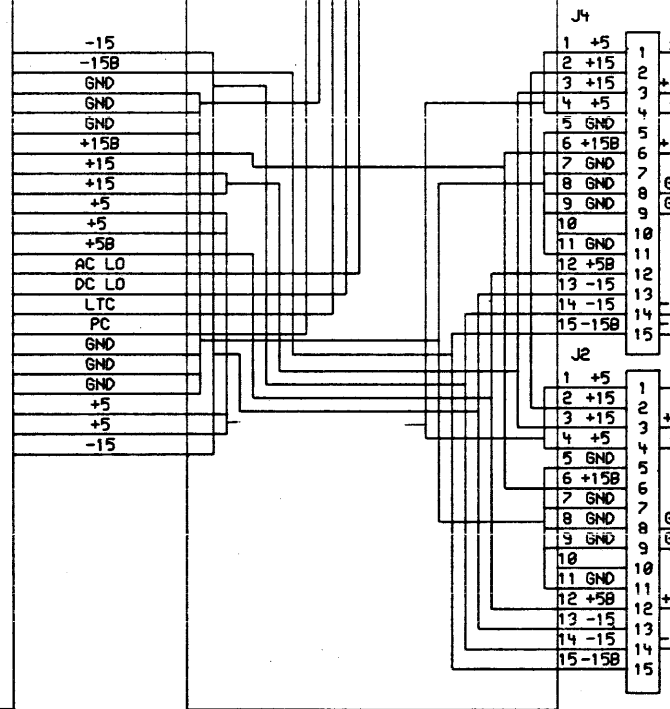 -15
-15B
GND
GND
GND
+15B
+15
+15
+5
+5
+5B
AC LO
DC LO
LTC
PC
GND
GND
GND
+5
+5
-15
J4
1 +5
2 +15
3 +15
4 +5
5 GND
6 +15B
7 GND
8 GND
9 GND
10
11 GND
12 +5B
13 -15
14 -15
15 -15B
1
2
3
4
5
6
7
8
9
10
11
12
13
14
15
J2
1 +5
2 +15
3 +15
4 +5
5 GND
6 +15B
7 GND
8 GND
9 GND
10
11 GND
12 +5B
13 -15
14 -15
15 -15B
1
2
3
4
5
6
7
8
9
10
11
12
13
14
15